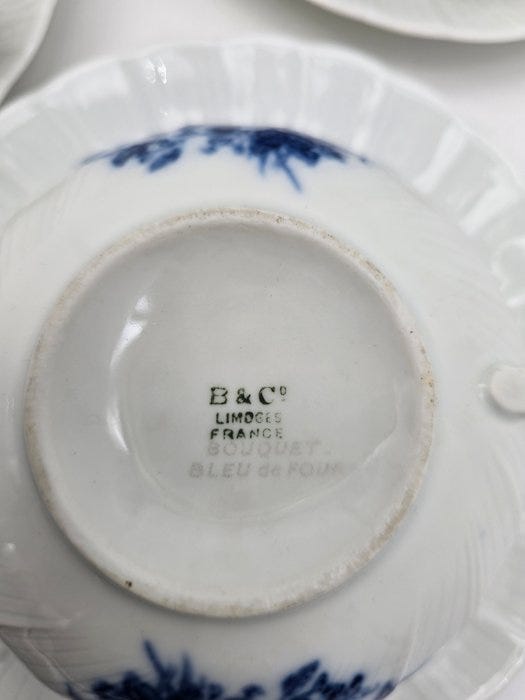 B & Cº
LIMOGES
FRANCE
BOUQUET.
BLEU de FOUR